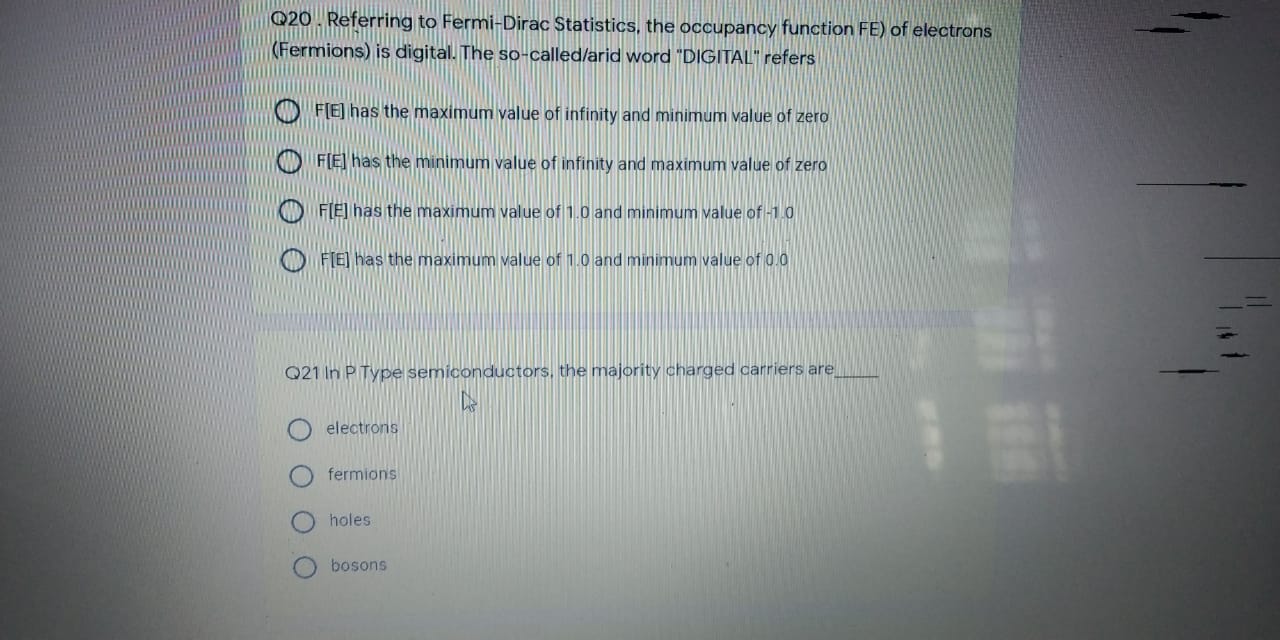 Q20 . Referring to Fermi-Dirac Statistics, the occupancy function FE) of electrons
(Fermions) is digital. The so-called/arid word "DIGITAL" refers
F[E] has the maximum value of infinity and minimum value of zero
F[E] has the minimum value of infinity and maximum value of zero
F[E] has the maximum value of 1.0 and minimum value of -1.0
F[E] has the maximum value of 1.0 and minimum value of 0.0
Q21 In P Type semiconductors, the majority charged carriers are_____
electrons
fermions
holes
bosons